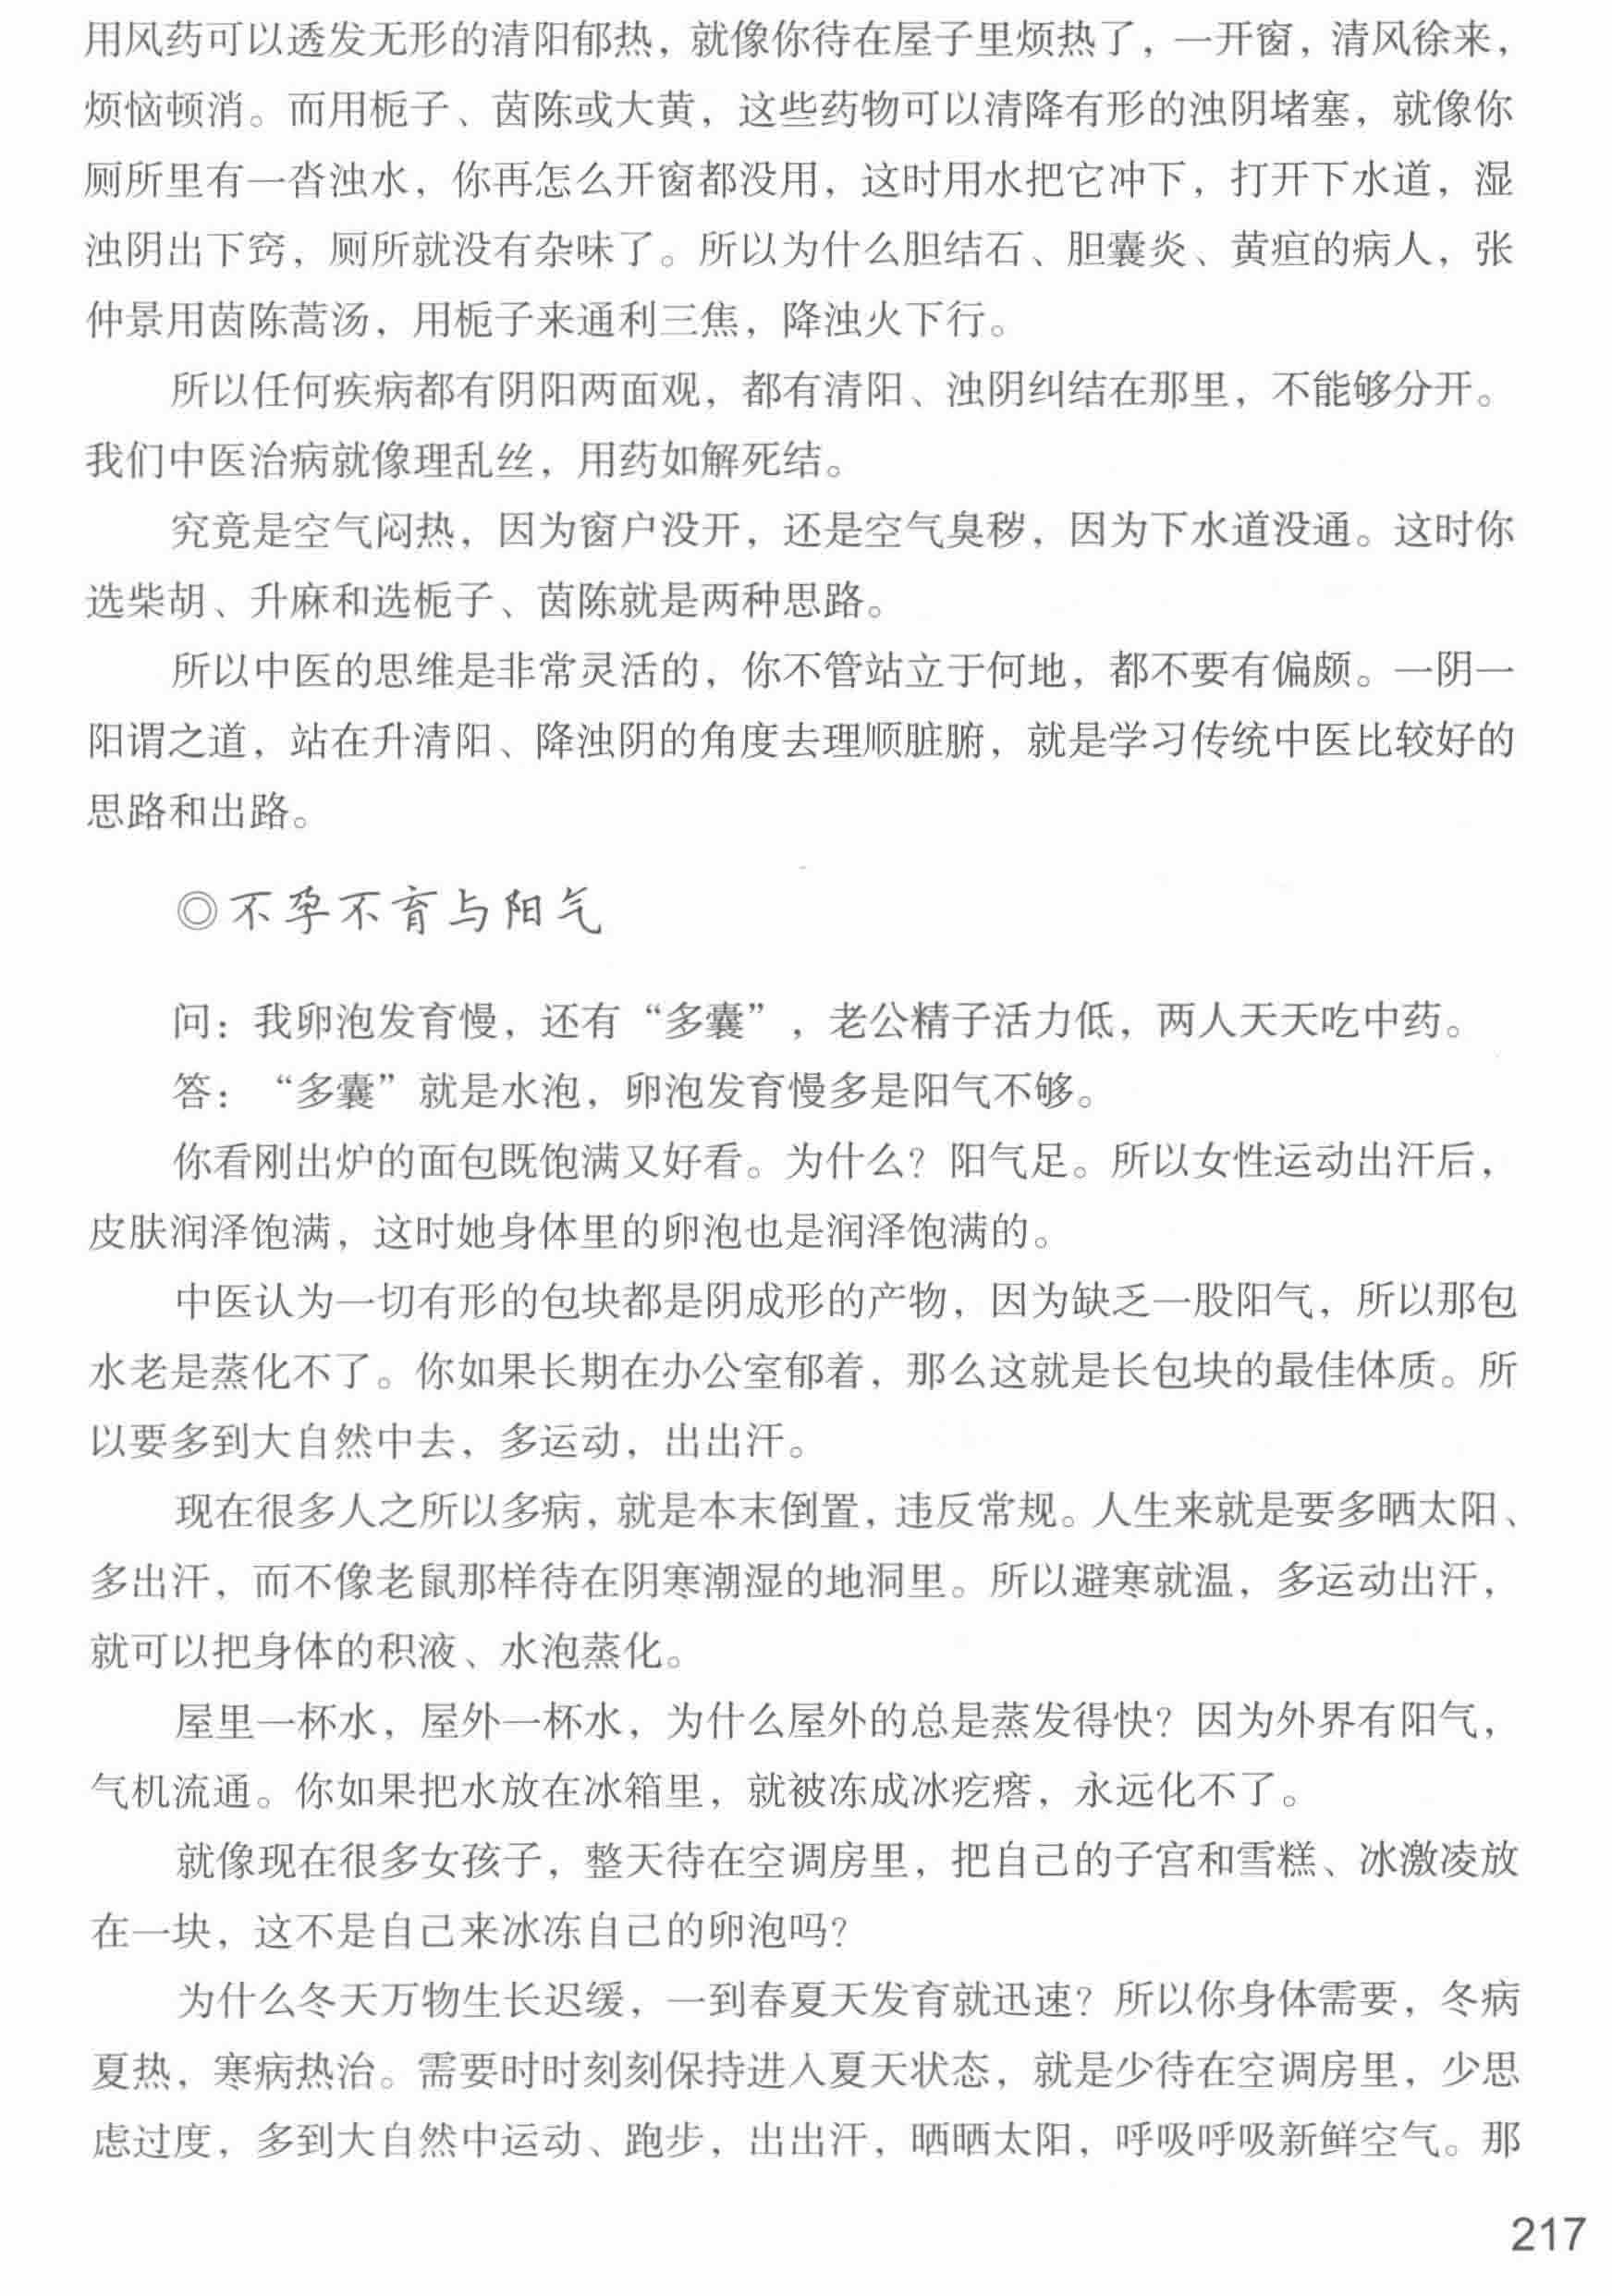 用风药可以透发无形的清阳郁热，就像你待在屋子里烦热了，一开窗，清风徐来，
烦恼顿消。而用栀子、茵陈或大黄，这些药物可以清降有形的浊阴堵塞，就像你
厕所里有一沓浊水，你再怎么开窗都没用，这时用水把它冲下，打开下水道，湿
浊阴出下窍，厕所就没有杂味了。所以为什么胆结石、胆囊炎、黄疸的病人，张
仲景用茵陈蒿汤，用栀子来通利三焦，降浊火下行。
所以任何疾病都有阴阳两面观，都有清阳、浊阴纠结在那里，不能够分开。
我们中医治病就像理乱丝，用药如解死结。
究竟是空气闷热，因为窗户没开，还是空气臭秽，因为下水道没通。这时你
选柴胡、升麻和选栀子、茵陈就是两种思路。
所以中医的思维是非常灵活的，你不管站立于何地，都不要有偏颇。一阴一
阳谓之道，站在升清阳、降浊阴的角度去理顺脏腑，就是学习传统中医比较好的
思路和出路。
◎不孕不育与阳气
问：我卵泡发育慢，还有“多囊”，老公精子活力低，两人天天吃中药。
答：“多囊”就是水泡，卵泡发育慢多是阳气不够。
你看刚出炉的面包既饱满又好看。为什么？阳气足。所以女性运动出汗后，
皮肤润泽饱满，这时她身体里的卵泡也是润泽饱满的。
中医认为一切有形的包块都是阴成形的产物，因为缺乏一股阳气，所以那包
水老是蒸化不了。你如果长期在办公室郁着，那么这就是长包块的最佳体质。所
以要多到大自然中去，多运动，出出汗。
现在很多人之所以多病，就是本末倒置，违反常规。人生来就是要多晒太阳、
多出汗，而不像老鼠那样待在阴寒潮湿的地洞里。所以避寒就温，多运动出汗，
就可以把身体的积液、水泡蒸化。
屋里一杯水，屋外一杯水，为什么屋外的总是蒸发得快？因为外界有阳气，
气机流通。你如果把水放在冰箱里，就被冻成冰疙瘩，永远化不了。
就像现在很多女孩子，整天待在空调房里，把自己的子宫和雪糕、冰激凌放
在一块，这不是自己来冰冻自己的卵泡吗？
为什么冬天万物生长迟缓，一到春夏天发育就迅速？所以你身体需要，冬病
夏热，寒病热治。需要时时刻刻保持进入夏天状态，就是少待在空调房里，少思
虑过度，多到大自然中运动、跑步，出出汗，晒晒太阳，呼吸呼吸新鲜空气。那
217